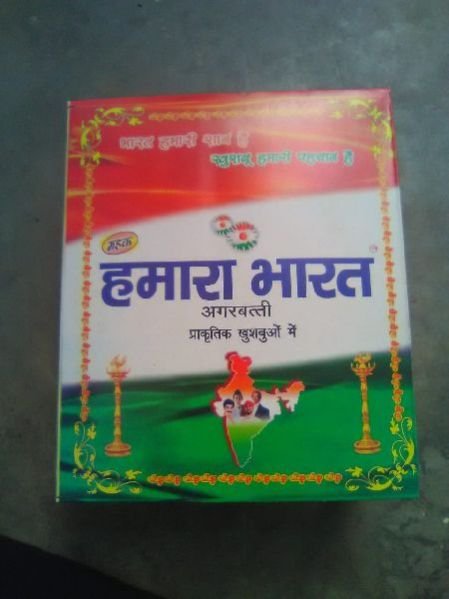 भारत हमारी शान है
खुशबू हमारी पहचान है
महक
हमारा भारत
अगरबत्ती
प्राकृतिक खुशबुओं में